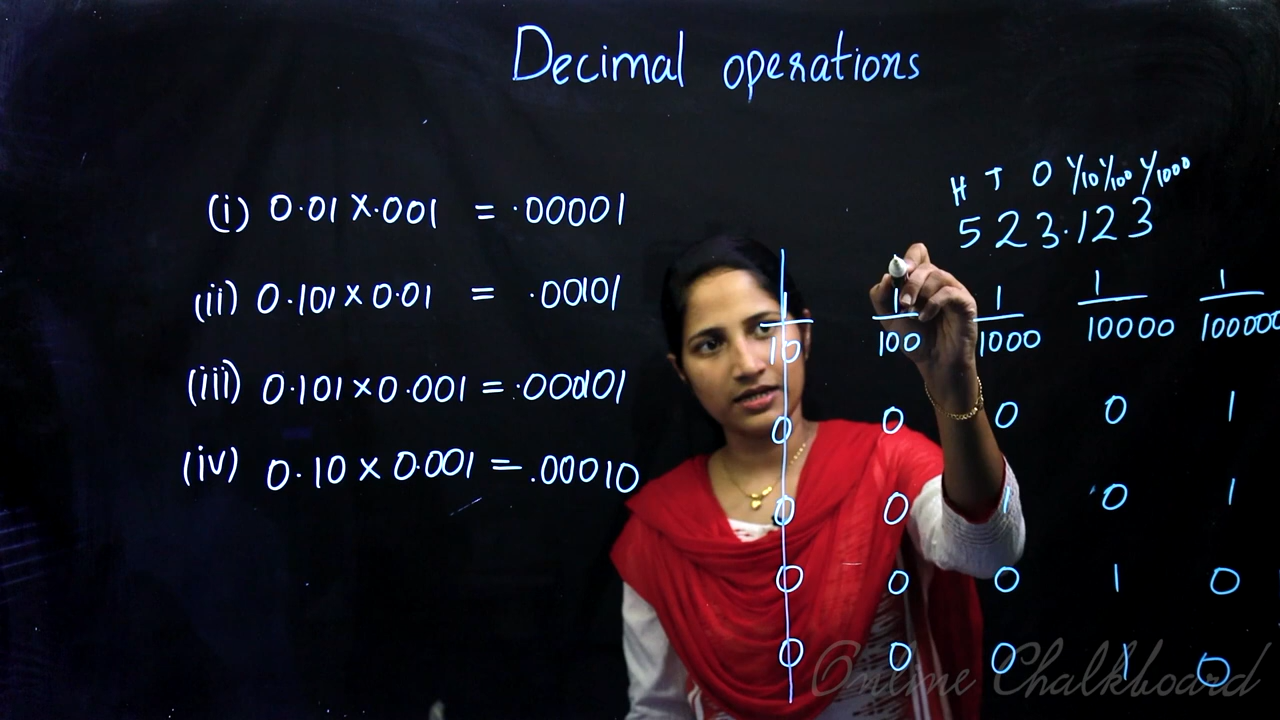 Decimal operations
H T O 1/10 1/100 1/1000
523.123
(i) 0.01 X .001 = .00001
(ii) 0.101 x 0.01 = .00101
(iii) 0.101 x 0.001 = .000101
(iv) 0.10 x 0.001 = .00010
1/10 1/100 1/1000 1/10000 1/100000
0 0 0 0 1
0 0 1 0 1
0 0 0 1 0
0 0 0 1 0
Online Chalkboard